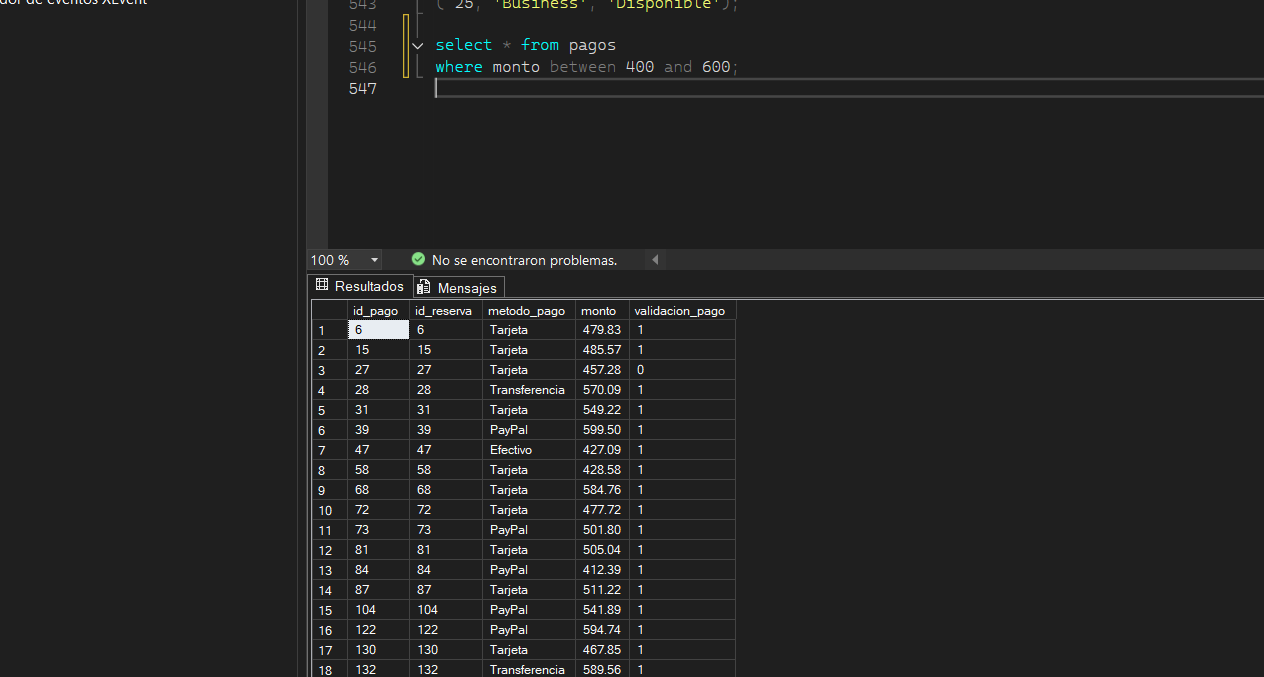 dor de eventos XEvent
543 ( 25, 'Business', 'Disponible');
544
545 select * from pagos
546 where monto between 400 and 600;
547
100 % No se encontraron problemas.
Resultados Mensajes
id_pago id_reserva metodo_pago monto validacion_pago
1 6 6 Tarjeta 479.83 1
2 15 15 Tarjeta 485.57 1
3 27 27 Tarjeta 457.28 0
4 28 28 Transferencia 570.09 1
5 31 31 Tarjeta 549.22 1
6 39 39 PayPal 599.50 1
7 47 47 Efectivo 427.09 1
8 58 58 Tarjeta 428.58 1
9 68 68 Tarjeta 584.76 1
10 72 72 Tarjeta 477.72 1
11 73 73 PayPal 501.80 1
12 81 81 Tarjeta 505.04 1
13 84 84 PayPal 412.39 1
14 87 87 Tarjeta 511.22 1
15 104 104 PayPal 541.89 1
16 122 122 PayPal 594.74 1
17 130 130 Tarjeta 467.85 1
18 132 132 Transferencia 589.56 1